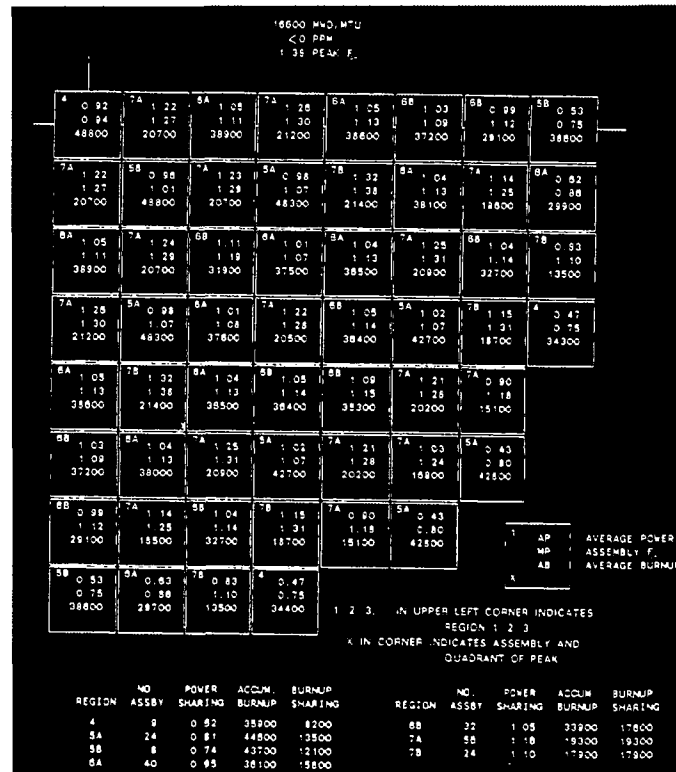 16600 MWD/MTU
<0 PPM
1.38 PEAK F
4 7A 6A 7A 6A 6B 6B 5B
0.92 1.22 1.05 1.26 1.05 1.03 0.99 0.53
0.94 1.27 1.11 1.30 1.13 1.09 1.12 0.75
48800 20700 38900 21200 38600 37200 29100 38600
7A 5B 7A 5A 7B 6A 7A 6A
1.22 0.96 1.23 0.98 1.32 1.04 1.14 0.62
1.27 1.01 1.29 1.07 1.38 1.13 1.25 0.86
20700 48800 20700 48300 21400 38100 18600 29900
6A 7A 6B 6A 6A 7A 6B 7B
1.05 1.24 1.11 1.01 1.04 1.25 1.04 0.83
1.11 1.29 1.19 1.07 1.13 1.31 1.14 1.10
38900 20700 31900 37500 38500 20900 32700 13500
7A 5A 6A 7A 6B 5A 7B 4
1.26 0.98 1.01 1.22 1.05 1.02 1.15 0.47
1.30 1.07 1.08 1.28 1.14 1.07 1.31 0.75
21200 48300 37600 20500 36400 42700 18700 34300
6A 7B 6A 6B 6B 7A 7A
1.05 1.32 1.04 1.05 1.09 1.21 0.90
1.13 1.38 1.13 1.14 1.15 1.28 1.18
38600 21400 38500 36400 35300 20200 15100
X
6B 6A 7A 5A 7A 7A 5A
1.03 1.04 1.25 1.02 1.21 1.03 0.43
1.09 1.13 1.31 1.07 1.28 1.24 0.80
37200 38000 20900 42700 20200 16800 42800
6B 7A 6B 7B 7A 5A
0.99 1.14 1.04 1.15 0.90 0.43
1.12 1.25 1.14 1.31 1.18 0.80
29100 18500 32700 18700 15100 42800
1 AP AVERAGE POWER
MP ASSEMBLY F
AB AVERAGE BURNUP
X
5B 6A 7B 4
0.53 0.63 0.83 0.47
0.75 0.86 1.10 0.75
38600 29700 13500 34400
1 2 3. IN UPPER LEFT CORNER INDICATES
REGION 1 2 3
X IN CORNER INDICATES ASSEMBLY AND
QUADRANT OF PEAK
NO POWER ACCUM. BURNUP NO. POWER ACCUM BURNUP
REGION ASSBY SHARING BURNUP SHARING REGION ASSBY SHARING BURNUP SHARING
4 9 0.62 35900 8200 6B 32 1.05 33900 17600
5A 24 0.81 44600 13500 7A 56 1.18 19300 19300
5B 8 0.74 43700 12100 7B 24 1.10 17900 17900
6A 40 0.95 36100 15800